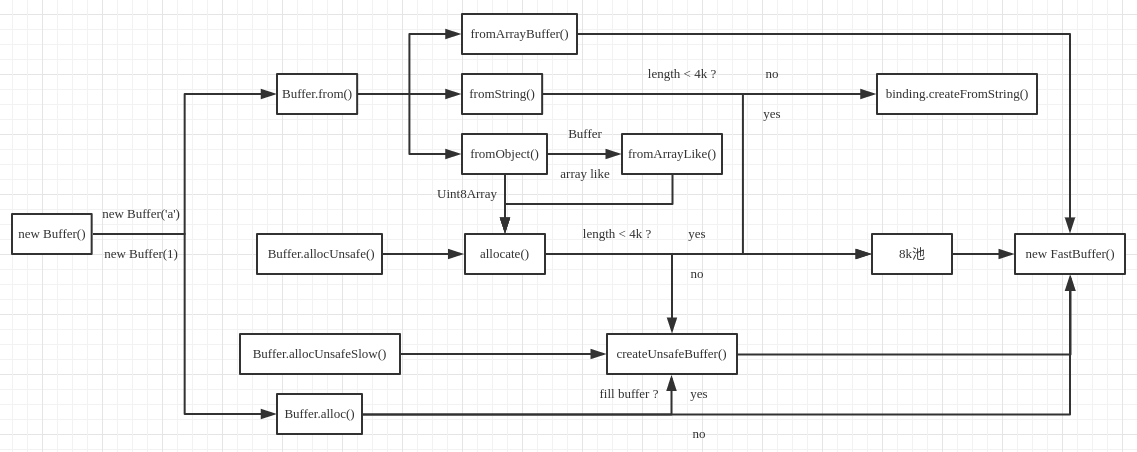 fromArrayBuffer()
length < 4k ?
no
Buffer.from()
fromString()
binding.createFromString()
yes
Buffer
fromObject()
fromArrayLike()
array like
Uint8Array
new Buffer('a')
new Buffer()
length < 4k ?
yes
new Buffer(1)
Buffer.allocUnsafe()
allocate()
8k池
new FastBuffer()
no
Buffer.allocUnsafeSlow()
createUnsafeBuffer()
fill buffer ?
yes
Buffer.alloc()
no